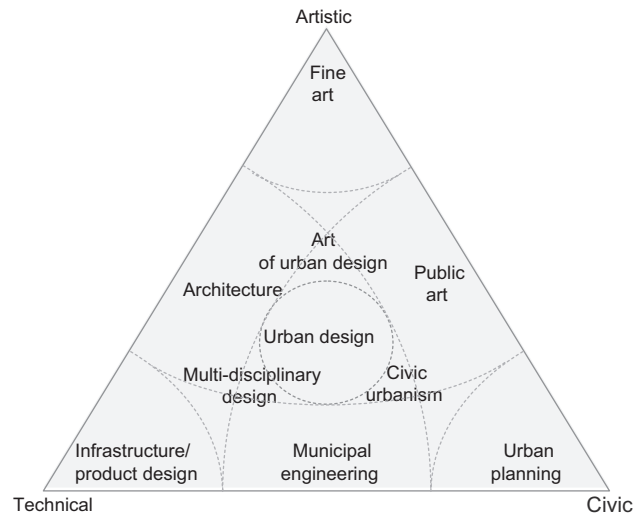 Artistic
Fine
art
Art
of urban design
Public
art
Architecture
Urban design
Multi-disciplinary
design
Civic
urbanism
Infrastructure/
product design
Municipal
engineering
Urban
planning
Technical
Civic